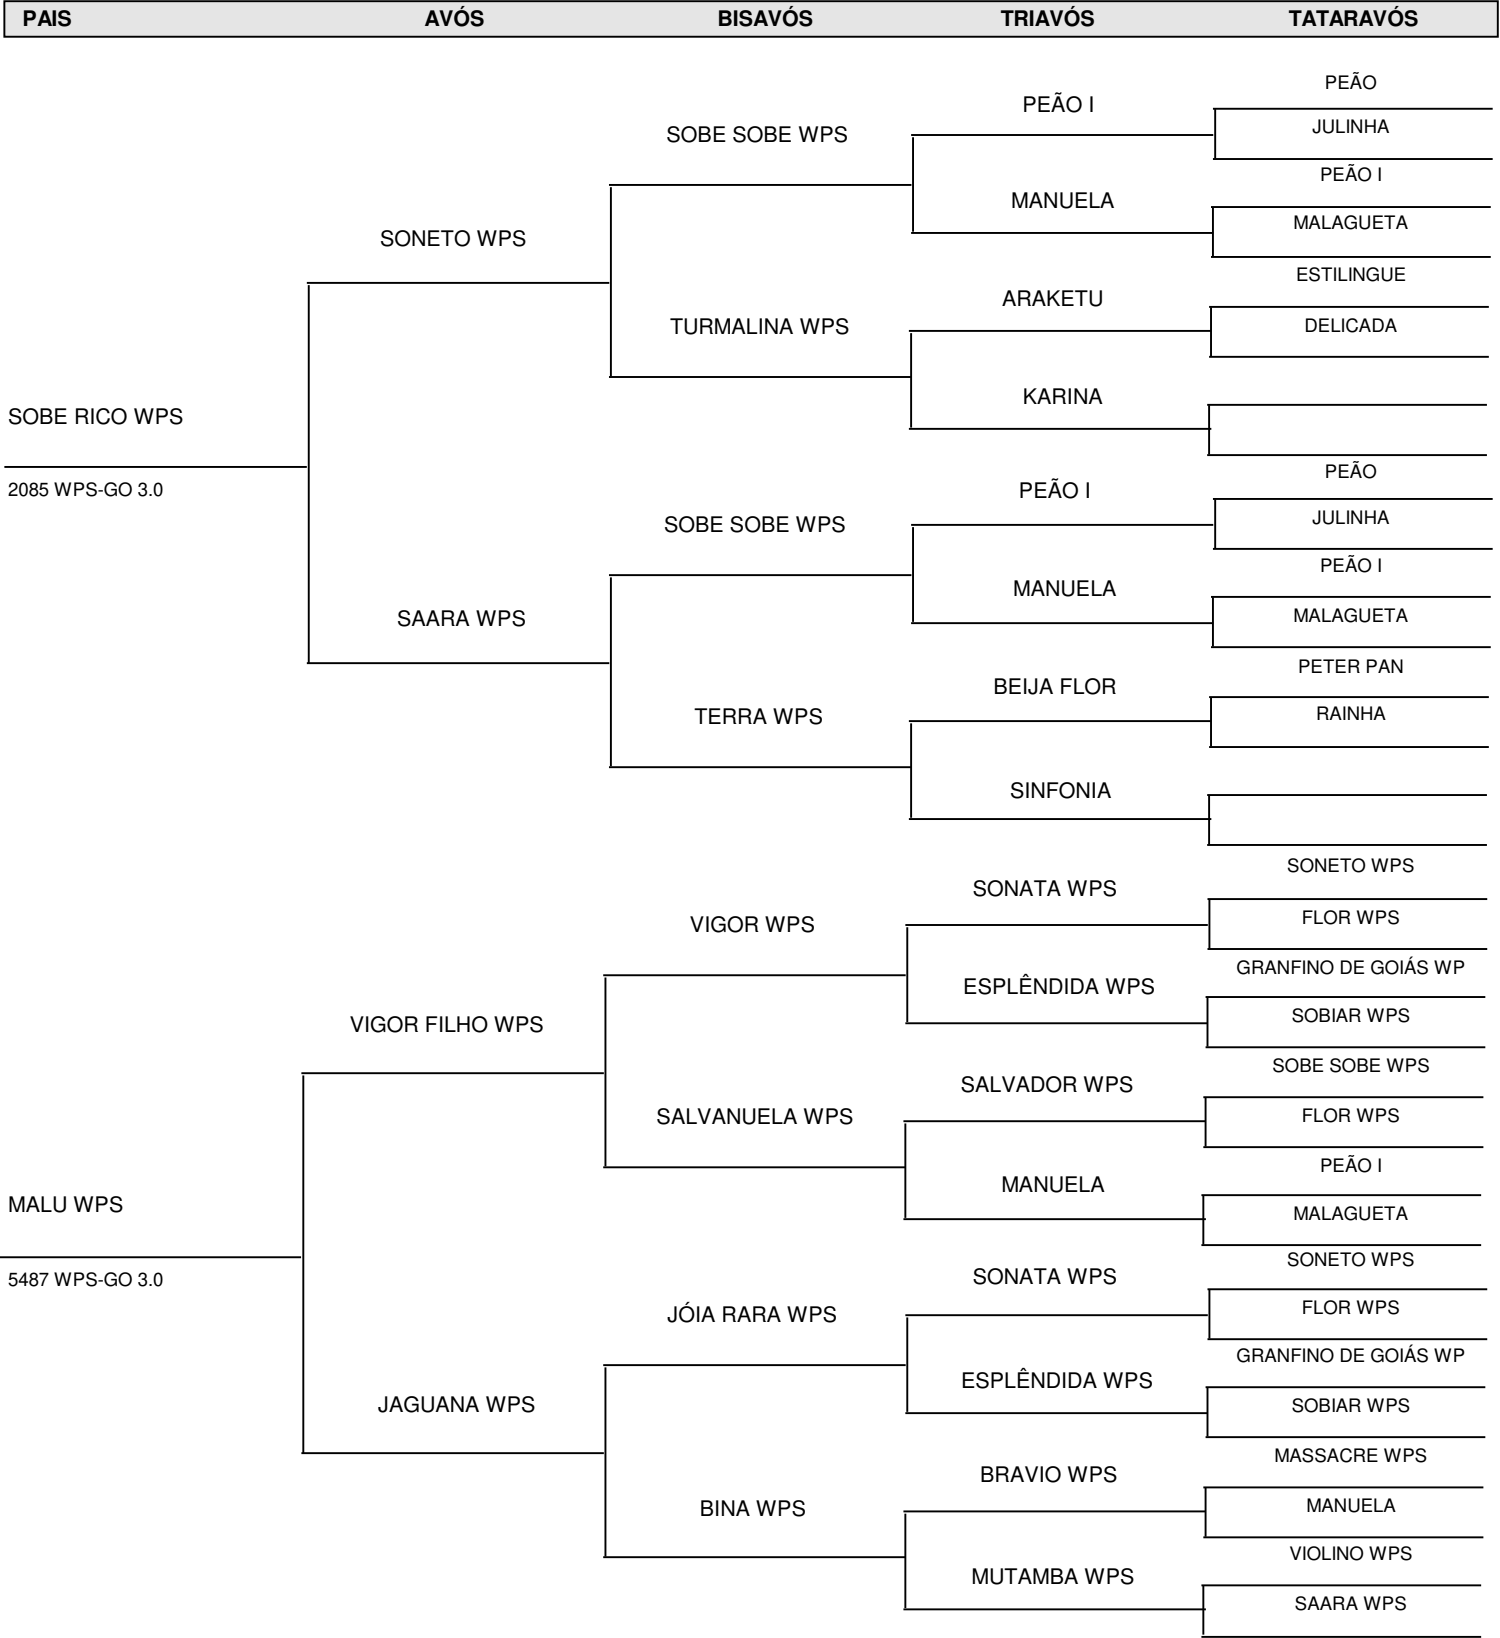 PAIS AVÓS BISAVÓS TRIAVÓS TATARAVÓS
PEÃO
PEÃO I
JULINHA
SOBE SOBE WPS
PEÃO I
MANUELA
MALAGUETA
SONETO WPS
ESTILINGUE
ARAKETU
DELICADA
TURMALINA WPS
KARINA
SOBE RICO WPS
PEÃO
2085 WPS-GO 3.0
PEÃO I
JULINHA
SOBE SOBE WPS
PEÃO I
MANUELA
MALAGUETA
SAARA WPS
PETER PAN
BEIJA FLOR
RAINHA
TERRA WPS
SINFONIA
SONETO WPS
SONATA WPS
FLOR WPS
VIGOR WPS
GRANFINO DE GOIÁS WP
ESPLÊNDIDA WPS
SOBIAR WPS
VIGOR FILHO WPS
SOBE SOBE WPS
SALVADOR WPS
FLOR WPS
SALVANUELA WPS
PEÃO I
MANUELA
MALU WPS
MALAGUETA
SONETO WPS
5487 WPS-GO 3.0
SONATA WPS
FLOR WPS
JÓIA RARA WPS
GRANFINO DE GOIÁS WP
ESPLÊNDIDA WPS
JAGUANA WPS
SOBIAR WPS
MASSACRE WPS
BRAVIO WPS
MANUELA
BINA WPS
VIOLINO WPS
MUTAMBA WPS
SAARA WPS